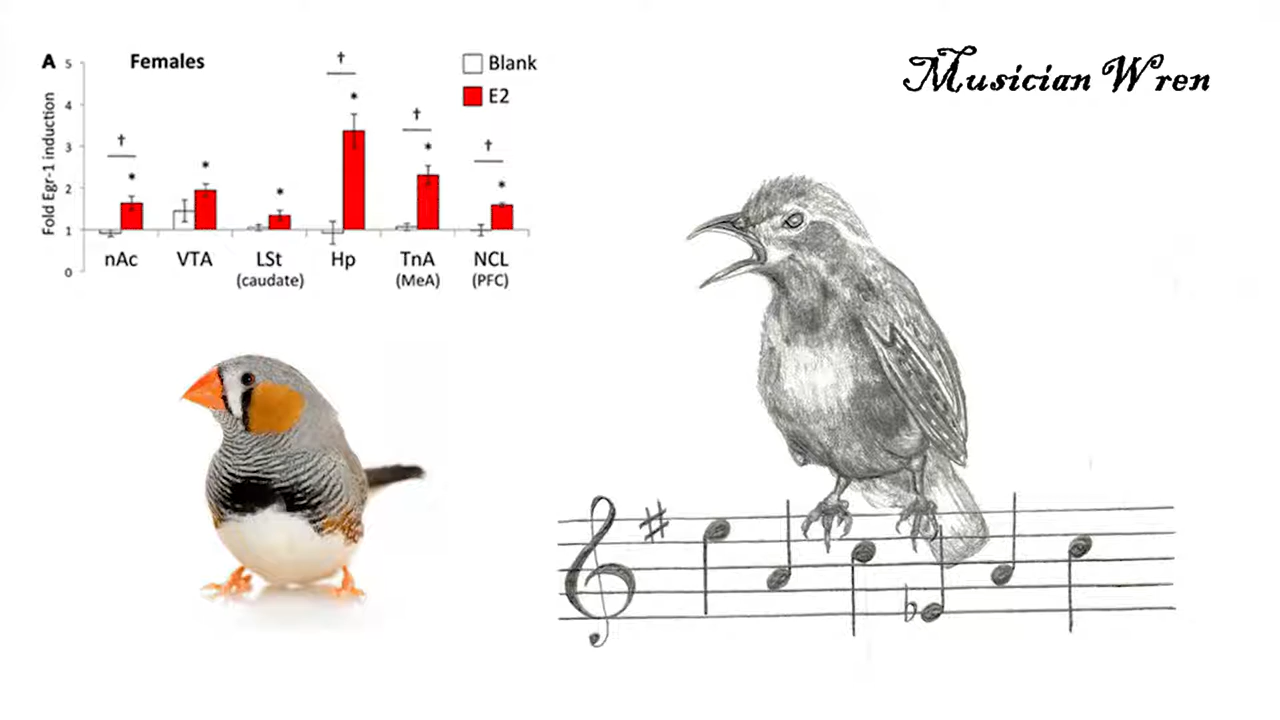 A
Females
Blank
E2
Fold Egr-1 induction
5
4
3
2
1
0
†
*
*
*
†
*
†
*
†
*
nAc
VTA
LSt
(caudate)
Hp
TnA
(MeA)
NCL
(PFC)
Musician Wren